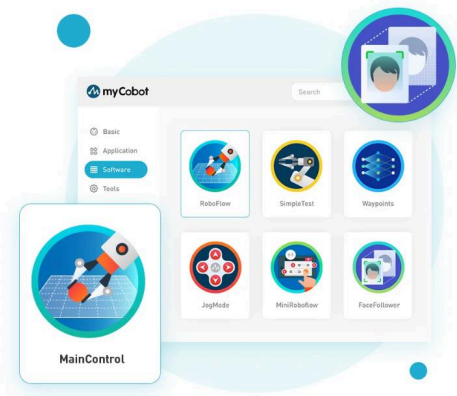 myCobot
Search
Basic
Application
Software
Tools
RoboFlow
SimpleTest
Waypoints
JogMode
MiniRoboflow
FaceFollower
MainControl